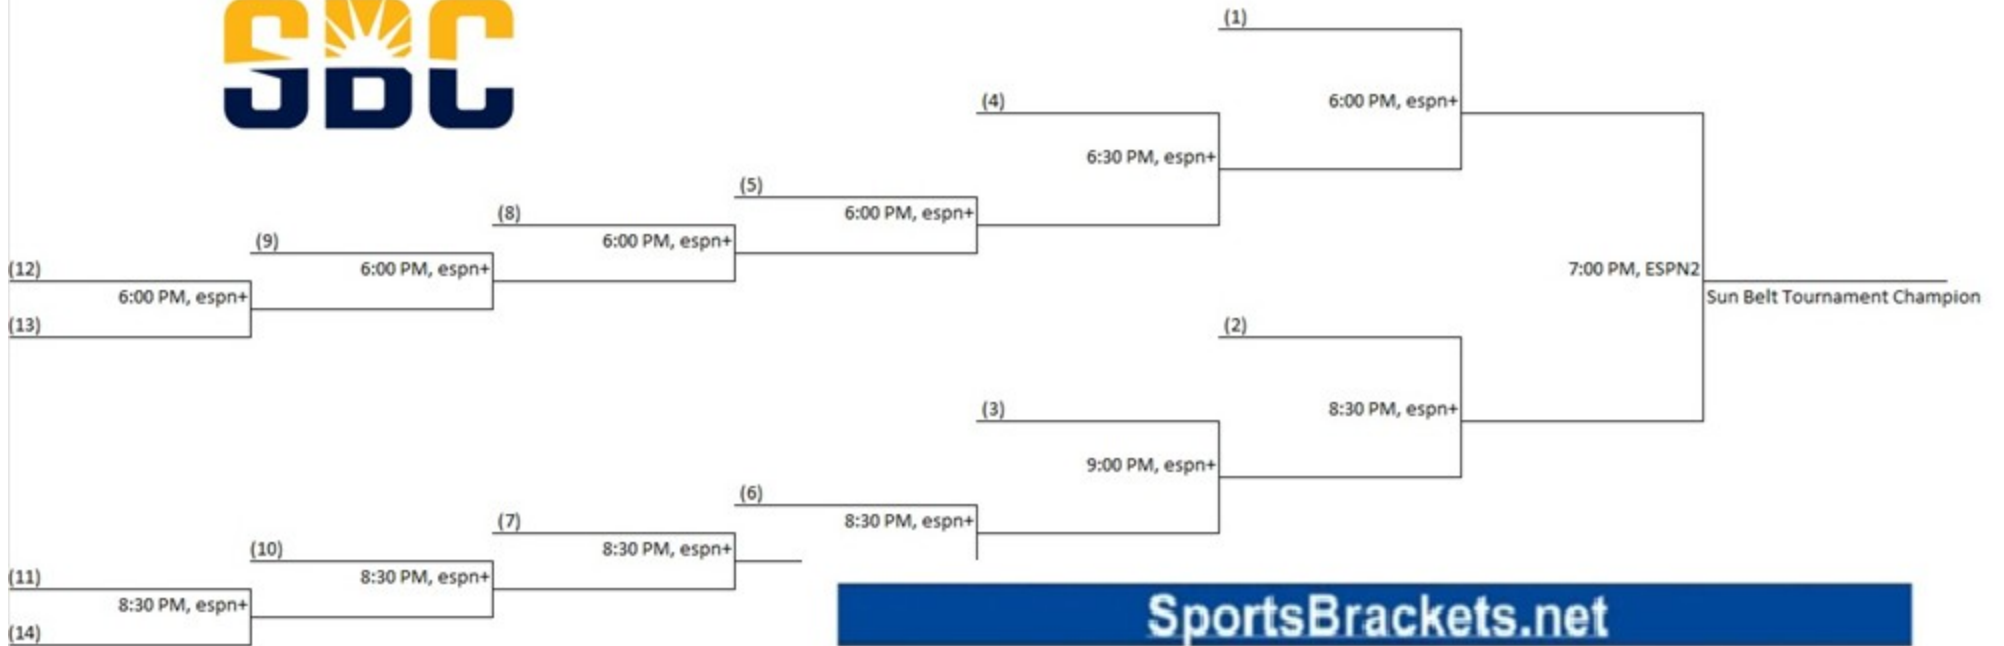 SBC
(1)
(4)
6:00 PM, espn+
6:30 PM, espn+
(5)
(8)
6:00 PM, espn+
(9)
6:00 PM, espn+
(12)
6:00 PM, espn+
6:00 PM, espn+
(13)
7:00 PM, ESPN2
Sun Belt Tournament Champion
(2)
(3)
8:30 PM, espn+
9:00 PM, espn+
(6)
(7)
8:30 PM, espn+
(10)
8:30 PM, espn+
(11)
8:30 PM, espn+
8:30 PM, espn+
(14)
SportsBrackets.net